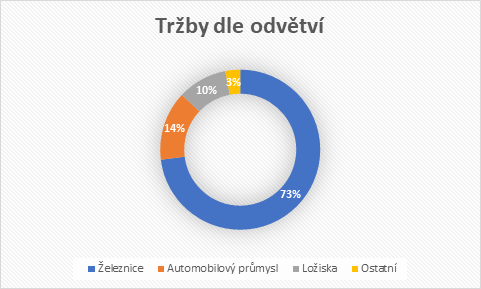 Tržby dle odvětví
3%
10%
14%
73%
Železnice Automobilový průmysl Ložiska Ostatní